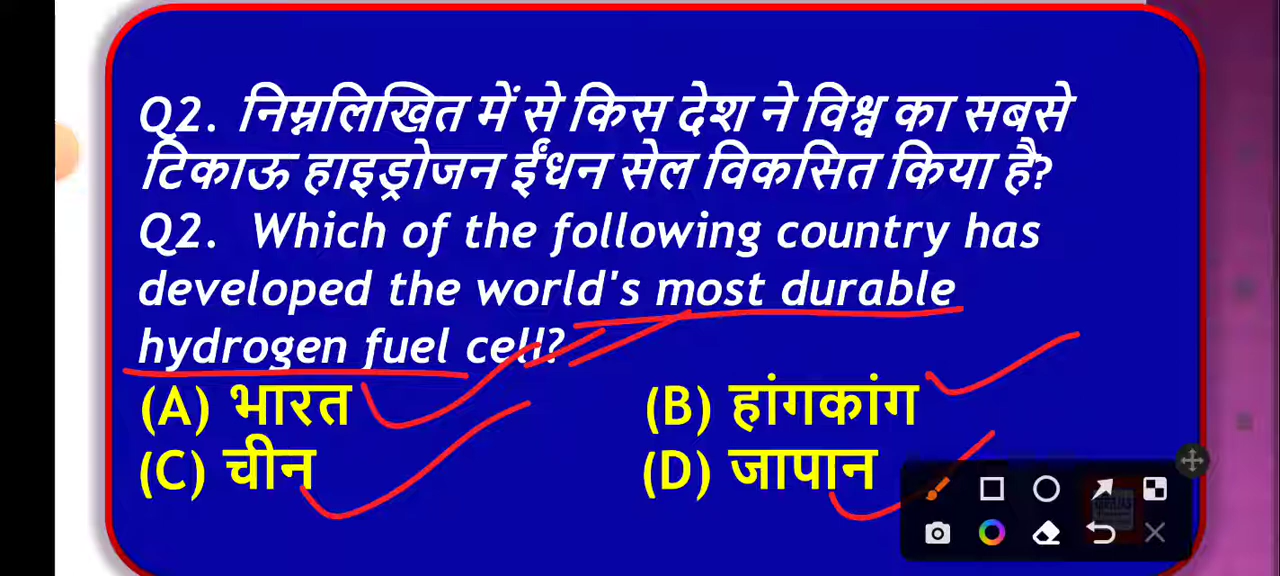 Q2. निम्नलिखित में से किस देश ने विश्व का सबसे
टिकाऊ हाइड्रोजन ईंधन सेल विकसित किया है?
Q2. Which of the following country has
developed the world's most durable
hydrogen fuel cell?
(A) भारत (B) हांगकांग
(C) चीन (D) जापान